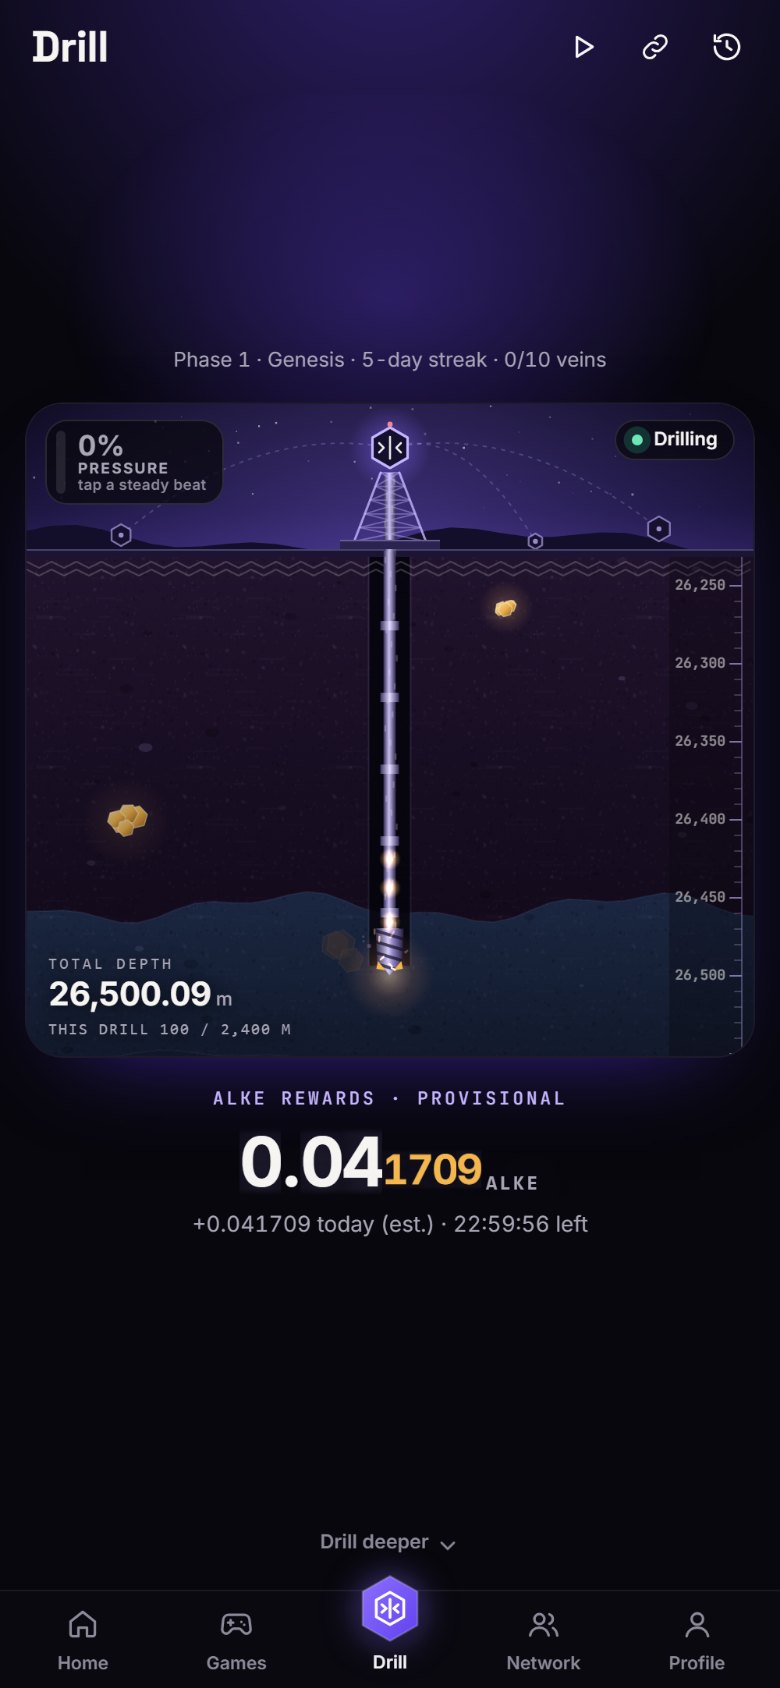 Drill
Phase 1 · Genesis · 5-day streak · 0/10 veins
0%
PRESSURE
tap a steady beat
Drilling
26,250
26,300
26,350
26,400
26,450
26,500
TOTAL DEPTH
26,500.09 m
THIS DRILL 100 / 2,400 M
ALKE REWARDS · PROVISIONAL
0.041709 ALKE
+0.041709 today (est.) · 22:59:56 left
Drill deeper
Home
Games
Drill
Network
Profile